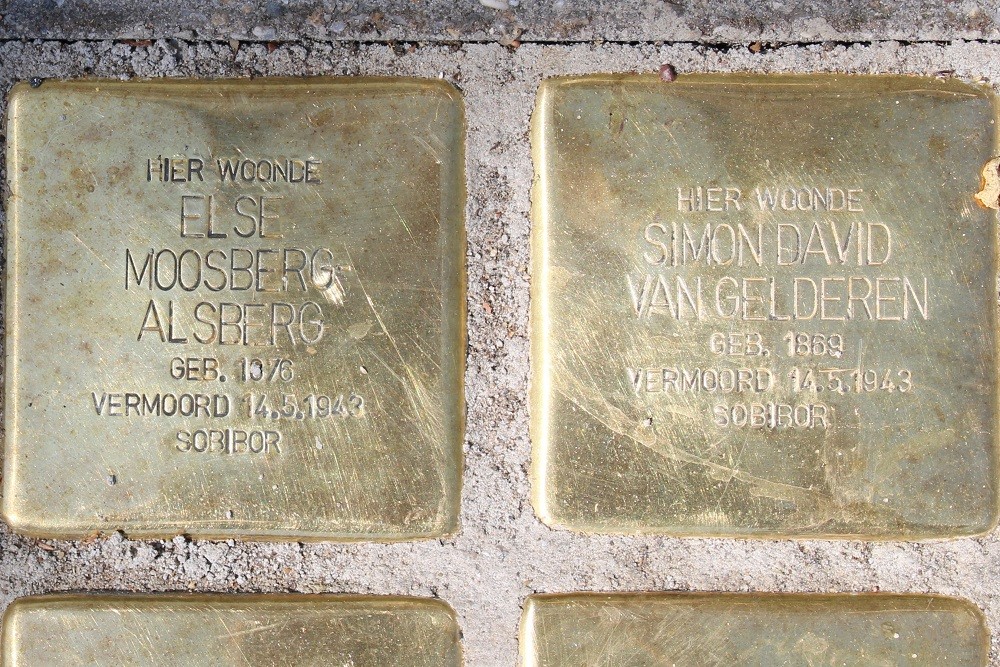 HIER WOONDE
ELSE
MOOSBERG-
ALSBERG
GEB. 1876
VERMOORD 14.5.1943
SOBIBOR
HIER WOONDE
SIMON DAVID
VAN GELDEREN
GEB. 1869
VERMOORD 14.5.1943
SOBIBOR